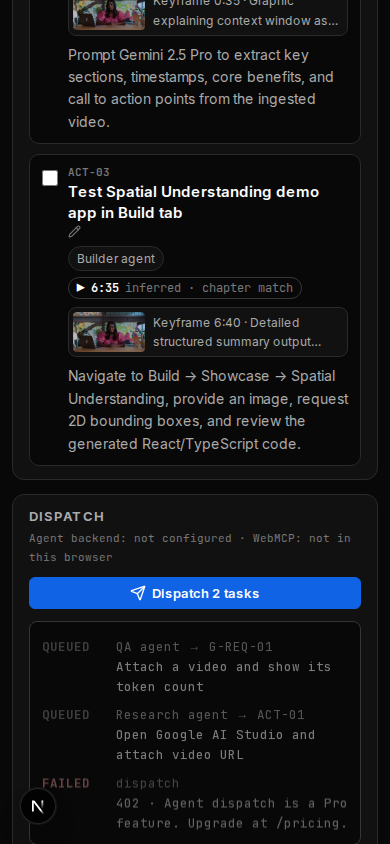 Keyframe 0:35 · Graphic
explaining context window as…
Prompt Gemini 2.5 Pro to extract key
sections, timestamps, core benefits, and
call to action points from the ingested
video.
ACT-03
Test Spatial Understanding demo
app in Build tab
Builder agent
▶ 6:35 inferred · chapter match
Keyframe 6:40 · Detailed
structured summary output…
Navigate to Build → Showcase → Spatial
Understanding, provide an image, request
2D bounding boxes, and review the
generated React/TypeScript code.
DISPATCH
Agent backend: not configured · WebMCP: not in
this browser
Dispatch 2 tasks
QUEUED QA agent → G-REQ-01
Attach a video and show its
token count
QUEUED Research agent → ACT-01
Open Google AI Studio and
attach video URL
FAILED dispatch
402 · Agent dispatch is a Pro
feature. Upgrade at /pricing.
N